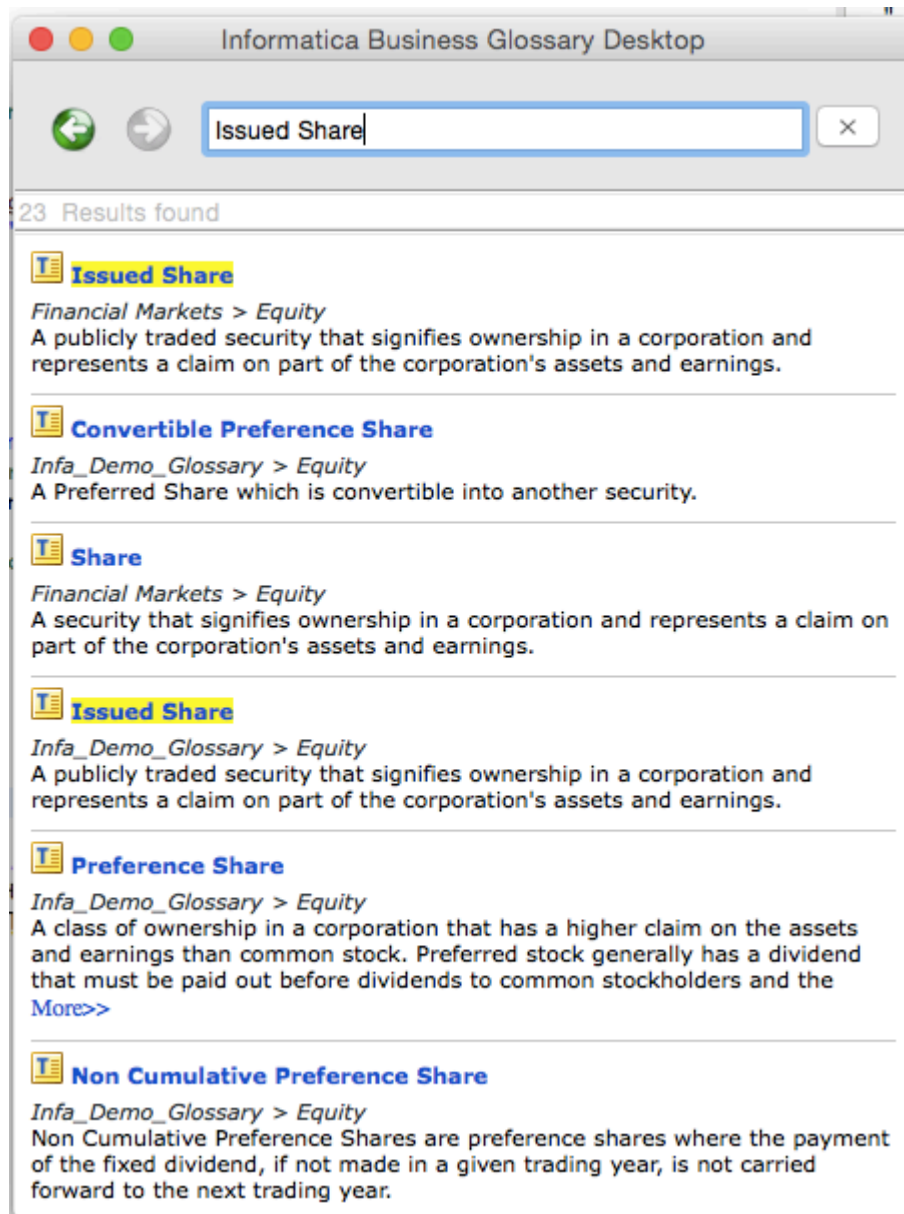 Informatica Business Glossary Desktop
Issued Share
23 Results found
Issued Share
Financial Markets > Equity
A publicly traded security that signifies ownership in a corporation and
represents a claim on part of the corporation's assets and earnings.
Convertible Preference Share
Infa_Demo_Glossary > Equity
A Preferred Share which is convertible into another security.
Share
Financial Markets > Equity
A security that signifies ownership in a corporation and represents a claim on
part of the corporation's assets and earnings.
Issued Share
Infa_Demo_Glossary > Equity
A publicly traded security that signifies ownership in a corporation and
represents a claim on part of the corporation's assets and earnings.
Preference Share
Infa_Demo_Glossary > Equity
A class of ownership in a corporation that has a higher claim on the assets
and earnings than common stock. Preferred stock generally has a dividend
that must be paid out before dividends to common stockholders and the
More>>
Non Cumulative Preference Share
Infa_Demo_Glossary > Equity
Non Cumulative Preference Shares are preference shares where the payment
of the fixed dividend, if not made in a given trading year, is not carried
forward to the next trading year.